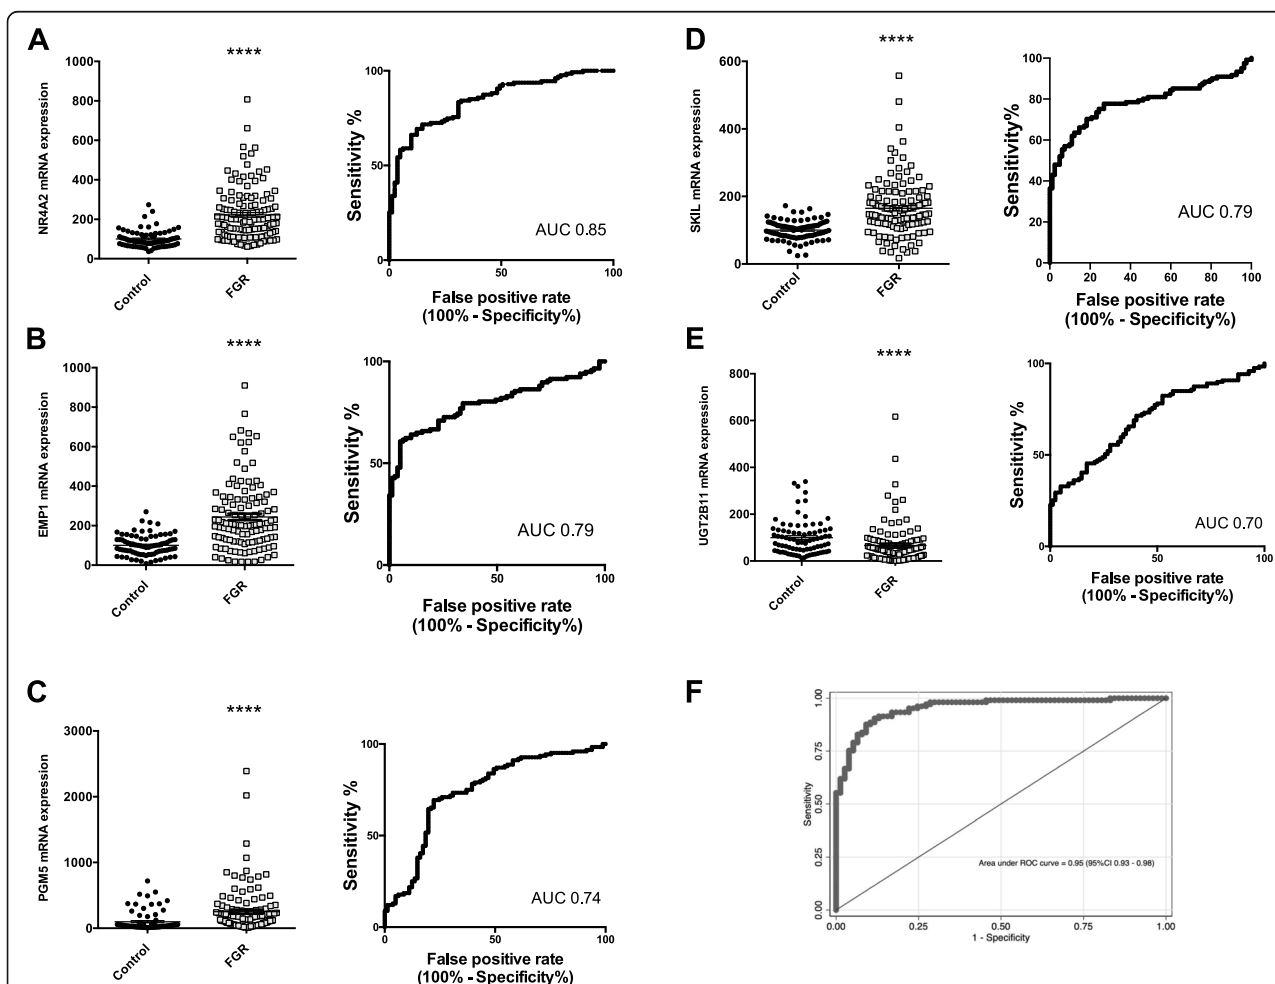 A
****
NR4A2 mRNA expression
1000
800
600
400
200
0
Control
FGR
Sensitivity %
100
50
0
0
50
100
AUC 0.85
False positive rate
(100% - Specificity%)
B
****
EMP1 mRNA expression
1000
800
600
400
200
0
Control
FGR
Sensitivity %
100
50
0
0
100
AUC 0.79
False positive rate
(100% - Specificity%)
C
****
PGM5 mRNA expression
3000
2000
1000
0
Control
FGR
Sensitivity %
100
50
0
0
50
100
AUC 0.74
False positive rate
(100% - Specificity%)
D
****
SKIL mRNA expression
600
400
200
0
Control
FGR
Sensitivity%
100
80
60
40
20
0
0
20
40
60
80
100
AUC 0.79
False positive rate
(100% - Specificity%)
E
****
UGT2B11 mRNA expression
800
600
400
200
0
Control
FGR
Sensitivity %
100
50
0
0
50
100
AUC 0.70
False positive rate
(100% - Specificity%)
F
Sensitivity
1.00
0.75
0.50
0.25
0.00
0.00
0.25
0.50
0.75
1.00
Area under ROC curve = 0.95 (95%CI 0.93 - 0.98)
1 - Specificity